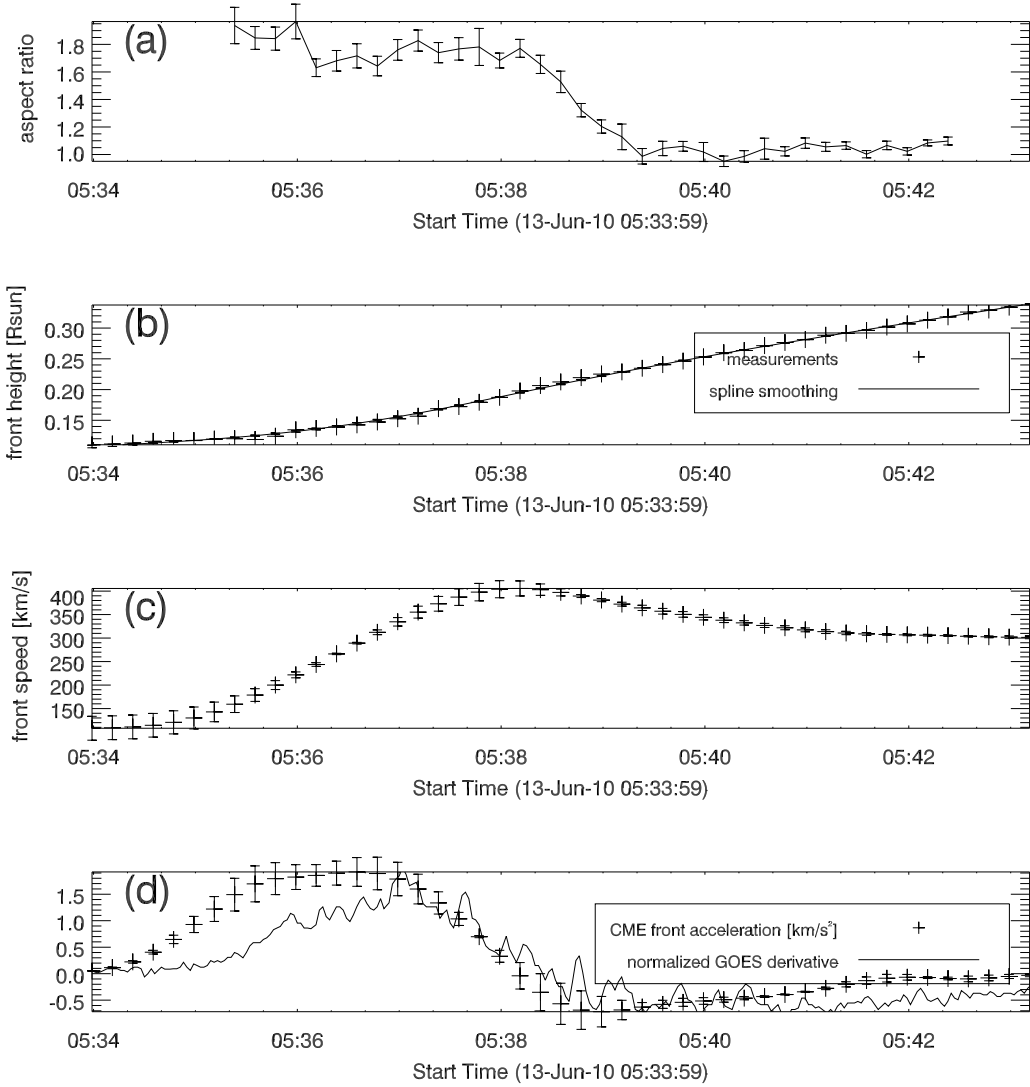 (a)
aspect ratio
1.8
1.6
1.4
1.2
1.0
05:34 05:36 05:38 05:40 05:42
Start Time (13-Jun-10 05:33:59)
(b)
front height [Rsun]
0.30
0.25
0.20
0.15
measurements
spline smoothing
05:34 05:36 05:38 05:40 05:42
Start Time (13-Jun-10 05:33:59)
(c)
front speed [km/s]
400
350
300
250
200
150
05:34 05:36 05:38 05:40 05:42
Start Time (13-Jun-10 05:33:59)
(d)
1.5
1.0
0.5
0.0
-0.5
CME front acceleration [km/s²]
normalized GOES derivative
05:34 05:36 05:38 05:40 05:42
Start Time (13-Jun-10 05:33:59)